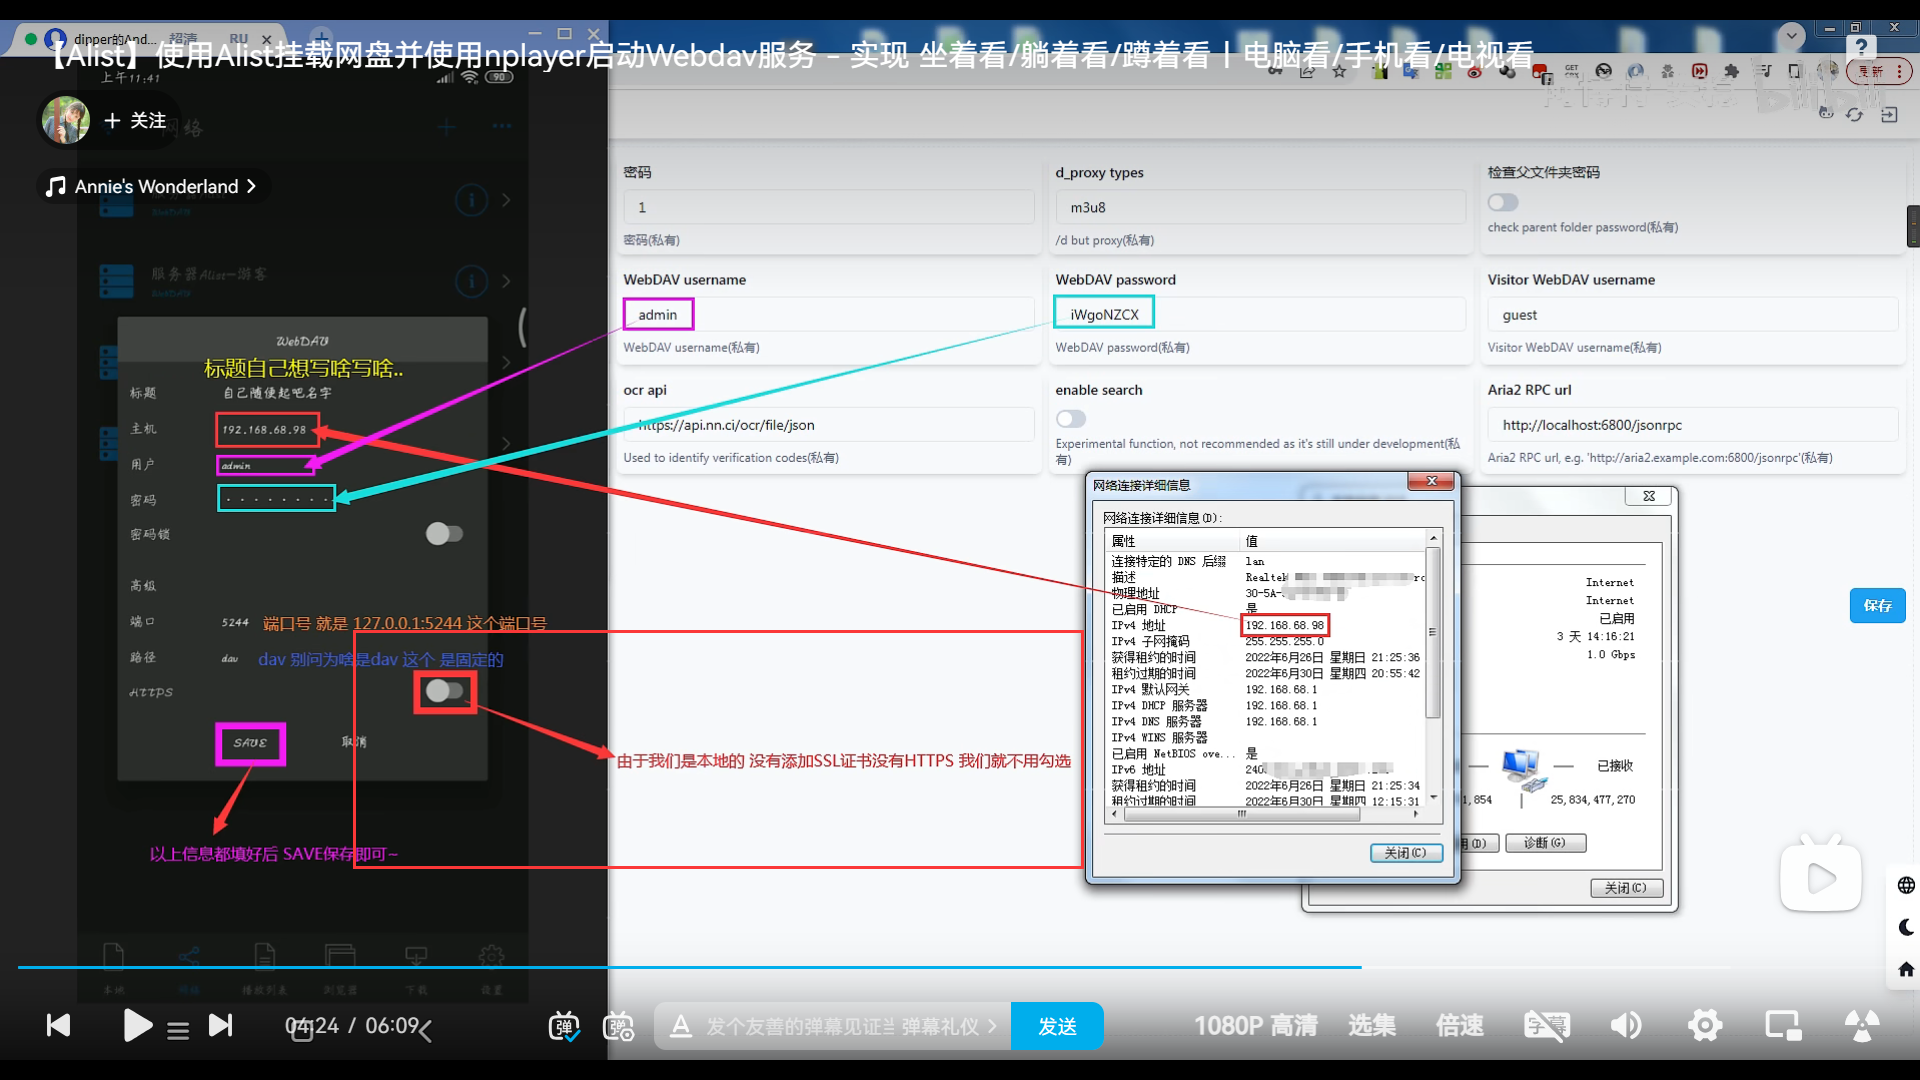 dipper的And... 超清 RU
【Alist】使用Alist挂载网盘并使用nplayer启动Webdav服务 - 实现 坐着看/躺着看/蹲着看丨电脑看/手机看/电视看
上午11:41
90
更新
bilibili
+ 关注
网络
Annie's Wonderland
服务器Alist—游客
WebDAV
标题自己想写啥写啥..
标题 自己随便起吧名字
主机 192.168.68.98
用户 admin
密码 ········
密码锁
高级
端口 5244 端口号 就是 127.0.0.1:5244 这个端口号
路径 dav dav 别问为啥是dav 这个 是固定的
HTTPS
SAVE 取消
由于我们是本地的 没有添加SSL证书没有HTTPS 我们就不用勾选
以上信息都填好后 SAVE保存即可~
本地 网络 播放列表 浏览器 下载 设置
密码
1
密码(私有)
d_proxy types
m3u8
/d but proxy(私有)
检查父文件夹密码
check parent folder password(私有)
WebDAV username
admin
WebDAV username(私有)
WebDAV password
iWgoNZCX
WebDAV password(私有)
Visitor WebDAV username
guest
Visitor WebDAV username(私有)
ocr api
https://api.nn.ci/ocr/file/json
Used to identify verification codes(私有)
enable search
Experimental function, not recommended as it's still under development(私有)
Aria2 RPC url
http://localhost:6800/jsonrpc
Aria2 RPC url, e.g. 'http://aria2.example.com:6800/jsonrpc'(私有)
保存
网络连接详细信息
网络连接详细信息(D):
属性 值
连接特定的 DNS 后缀 lan
描述 Realtek
物理地址 30-5A-
已启用 DHCP 是
IPv4 地址 192.168.68.98
IPv4 子网掩码 255.255.255.0
获得租约的时间 2022年6月26日 星期日 21:25:36
租约过期的时间 2022年6月30日 星期四 20:55:42
IPv4 默认网关 192.168.68.1
IPv4 DHCP 服务器 192.168.68.1
IPv4 DNS 服务器 192.168.68.1
IPv4 WINS 服务器
已启用 NetBIOS ove... 是
IPv6 地址 240
获得租约的时间 2022年6月26日 星期日 21:25:34
租约过期的时间 2022年6月30日 星期四 12:15:31
关闭(C)
Internet
Internet
已启用
3 天 14:16:21
1.0 Gbps
已接收
1,854 25,834,477,270
用(D) 诊断(G)
关闭(C)
04:24 / 06:09
弹 弹
发个友善的弹幕见证当 弹幕礼仪 >
发送
1080P 高清 选集 倍速 字幕